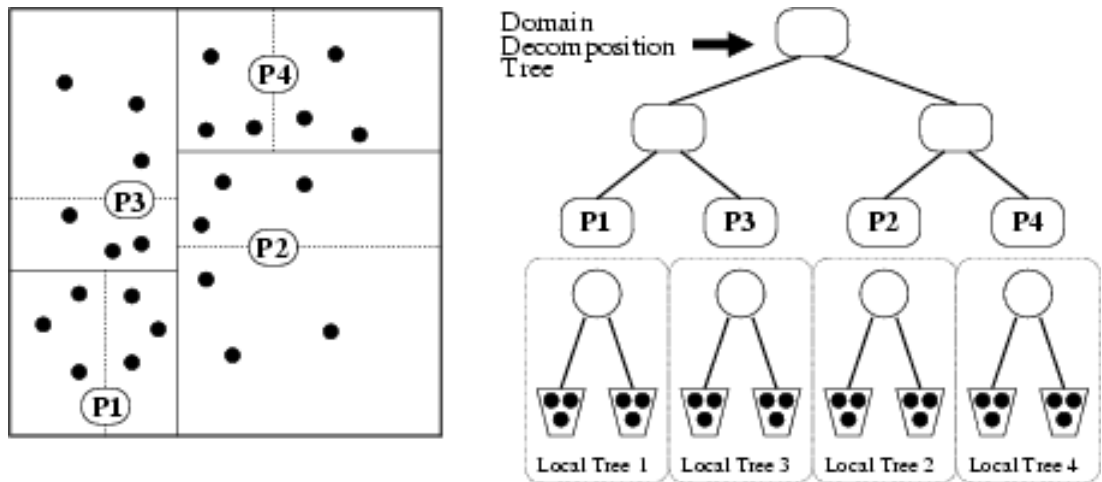 P4
P3
P2
P1
Domain
Decomposition
Tree
P1 P3 P2 P4
Local Tree 1 Local Tree 3 Local Tree 2 Local Tree 4